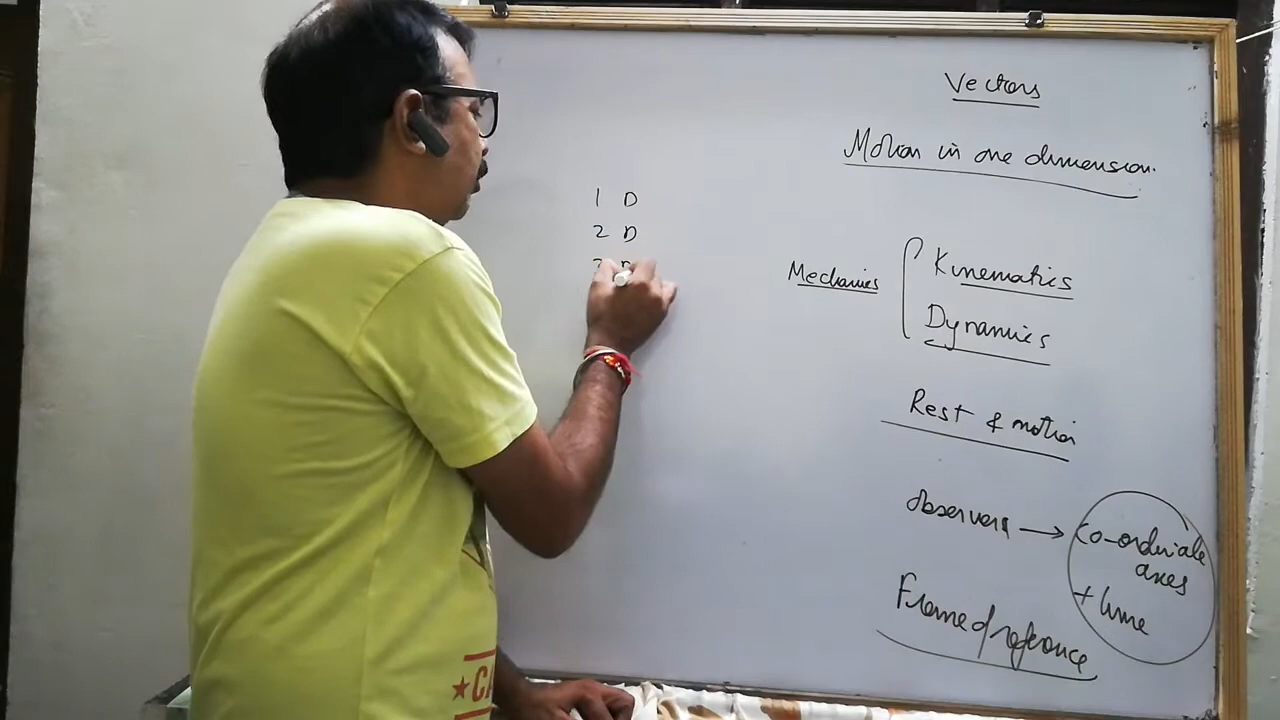 Vectors
Motion in one dimension.
1 D
2 D
Mechanics
Kinematics
Dynamics
Rest & motion
observers → co-ordinate
axes
+ time
Frame of reference